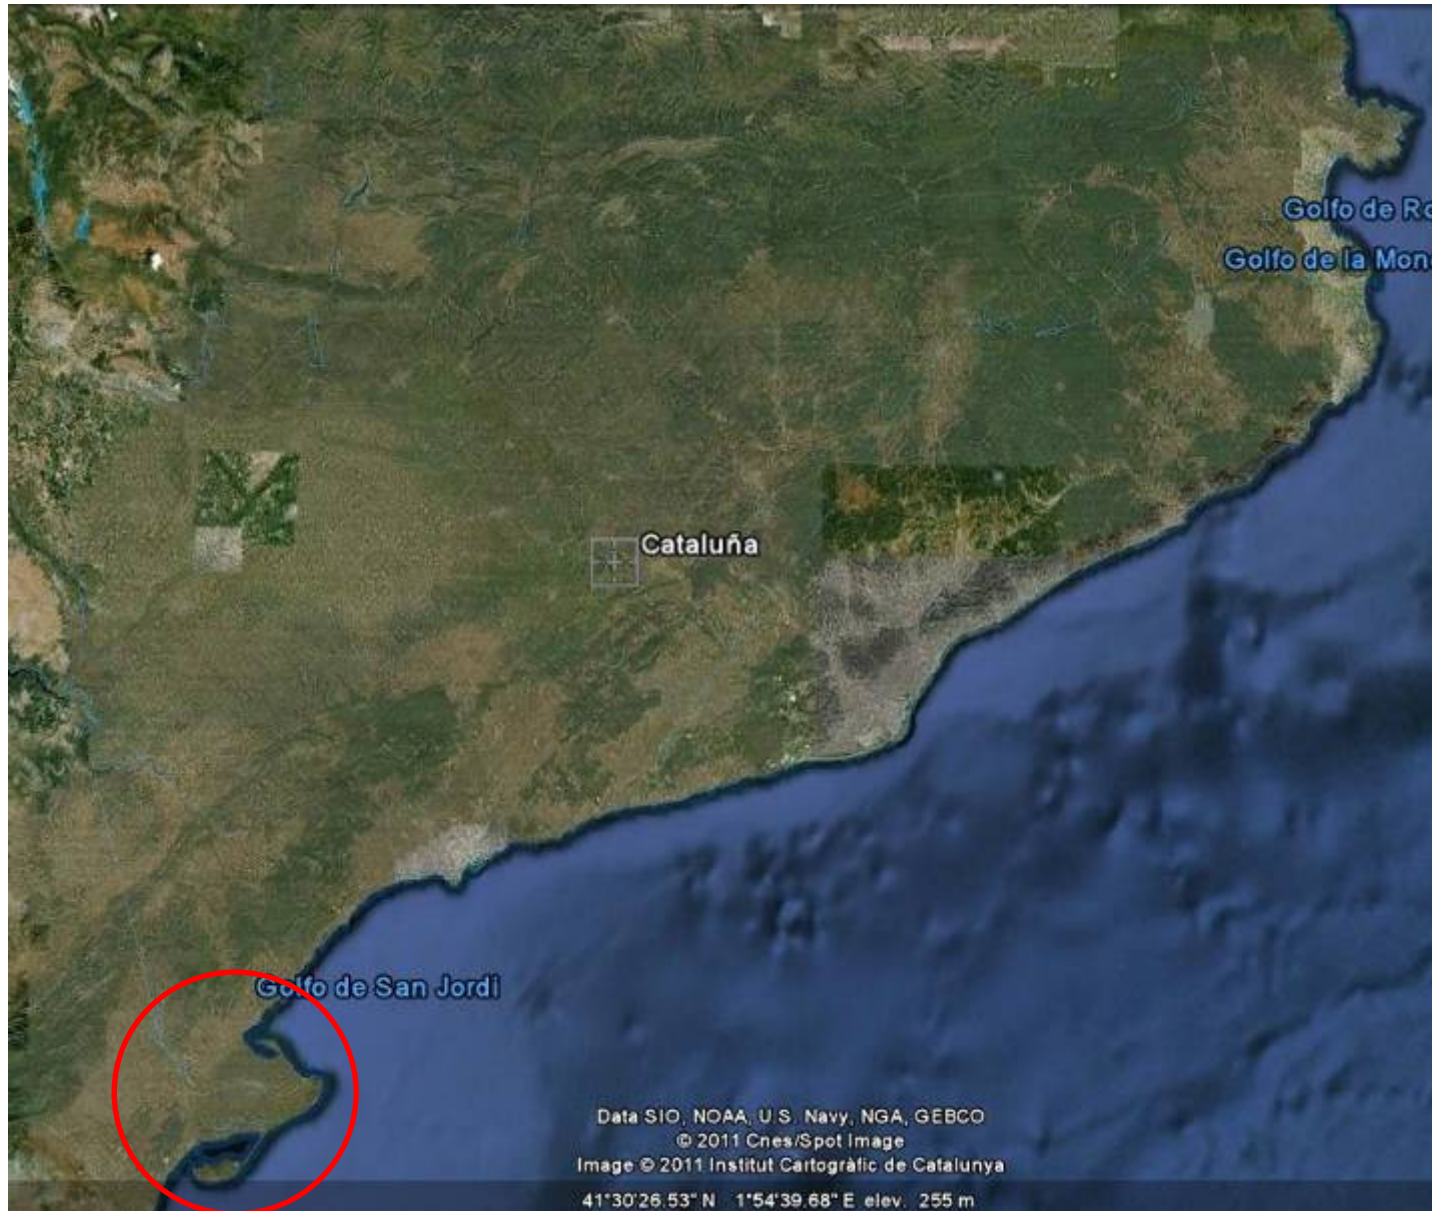 Golfo de Ro
Golfo de la Mon
Cataluña
Golfo de San Jordi
Data SIO, NOAA, U.S. Navy, NGA, GEBCO
© 2011 Cnes/Spot Image
Image © 2011 Institut Cartogràfic de Catalunya
41°30'26.53" N 1°54'39.68" E elev. 255 m